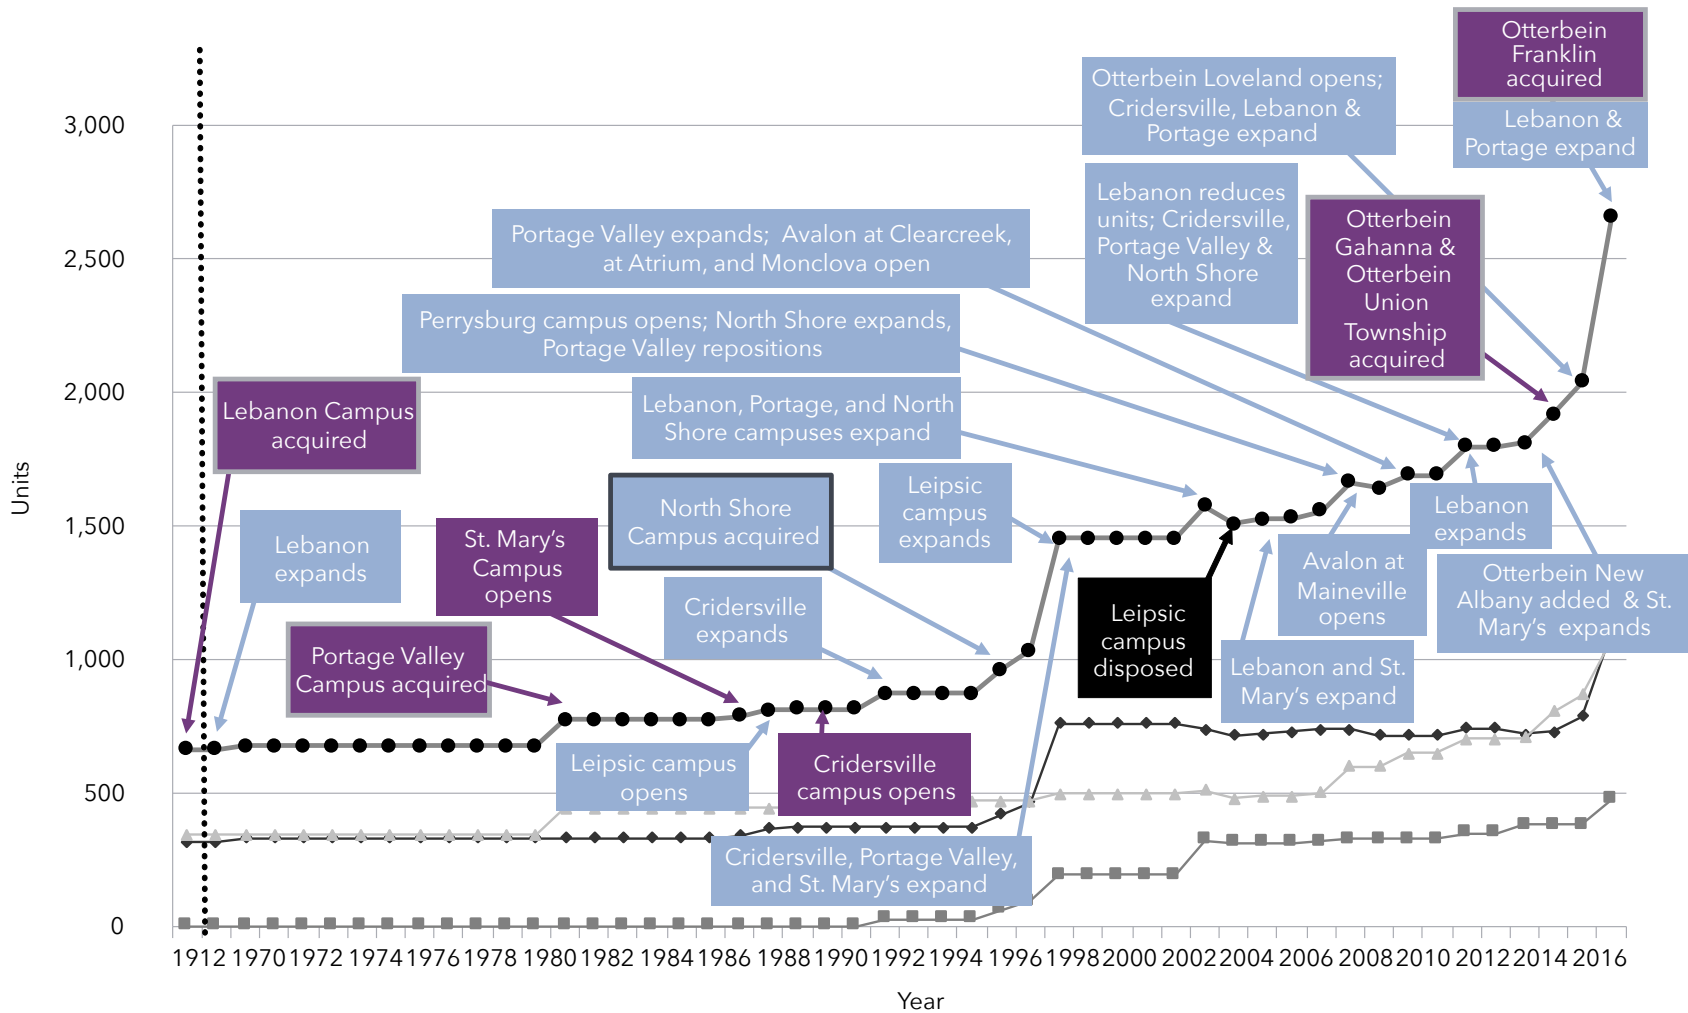 Otterbein
Franklin
acquired
Lebanon &
Portage expand
Otterbein Loveland opens;
Cridersville, Lebanon &
Portage expand
Lebanon reduces
units; Cridersville,
Portage Valley &
North Shore
expand
Otterbein
Gahanna &
Otterbein
Union
Township
acquired
Portage Valley expands; Avalon at Clearcreek,
at Atrium, and Monclova open
Perrysburg campus opens; North Shore expands,
Portage Valley repositions
Lebanon, Portage, and North
Shore campuses expand
Lebanon Campus
acquired
Lebanon
expands
Portage Valley
Campus acquired
St. Mary's
Campus
opens
North Shore
Campus acquired
Cridersville
expands
Leipsic
campus
expands
Leipsic campus
opens
Cridersville
campus opens
Cridersville, Portage Valley,
and St. Mary's expand
Leipsic
campus
disposed
Lebanon and St.
Mary's expand
Avalon at
Maineville
opens
Lebanon
expands
Otterbein New
Albany added & St.
Mary's expands
3,000
2,500
2,000
1,500
1,000
500
0
Units
1912 1970 1972 1974 1976 1978 1980 1982 1984 1986 1988 1990 1992 1994 1996 1998 2000 2002 2004 2006 2008 2010 2012 2014 2016
Year